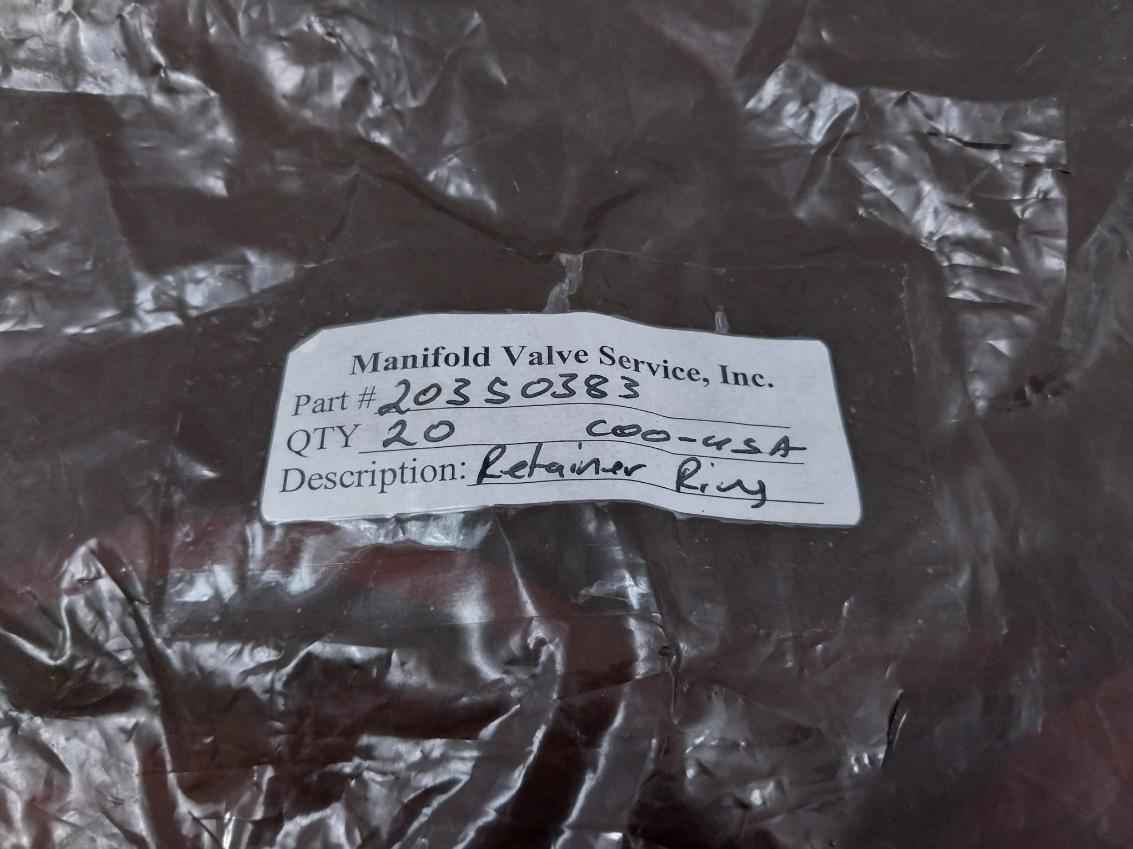 Manifold Valve Service, Inc.
Part # 20350383
QTY 20 COO-USA
Description: Retainer Ring